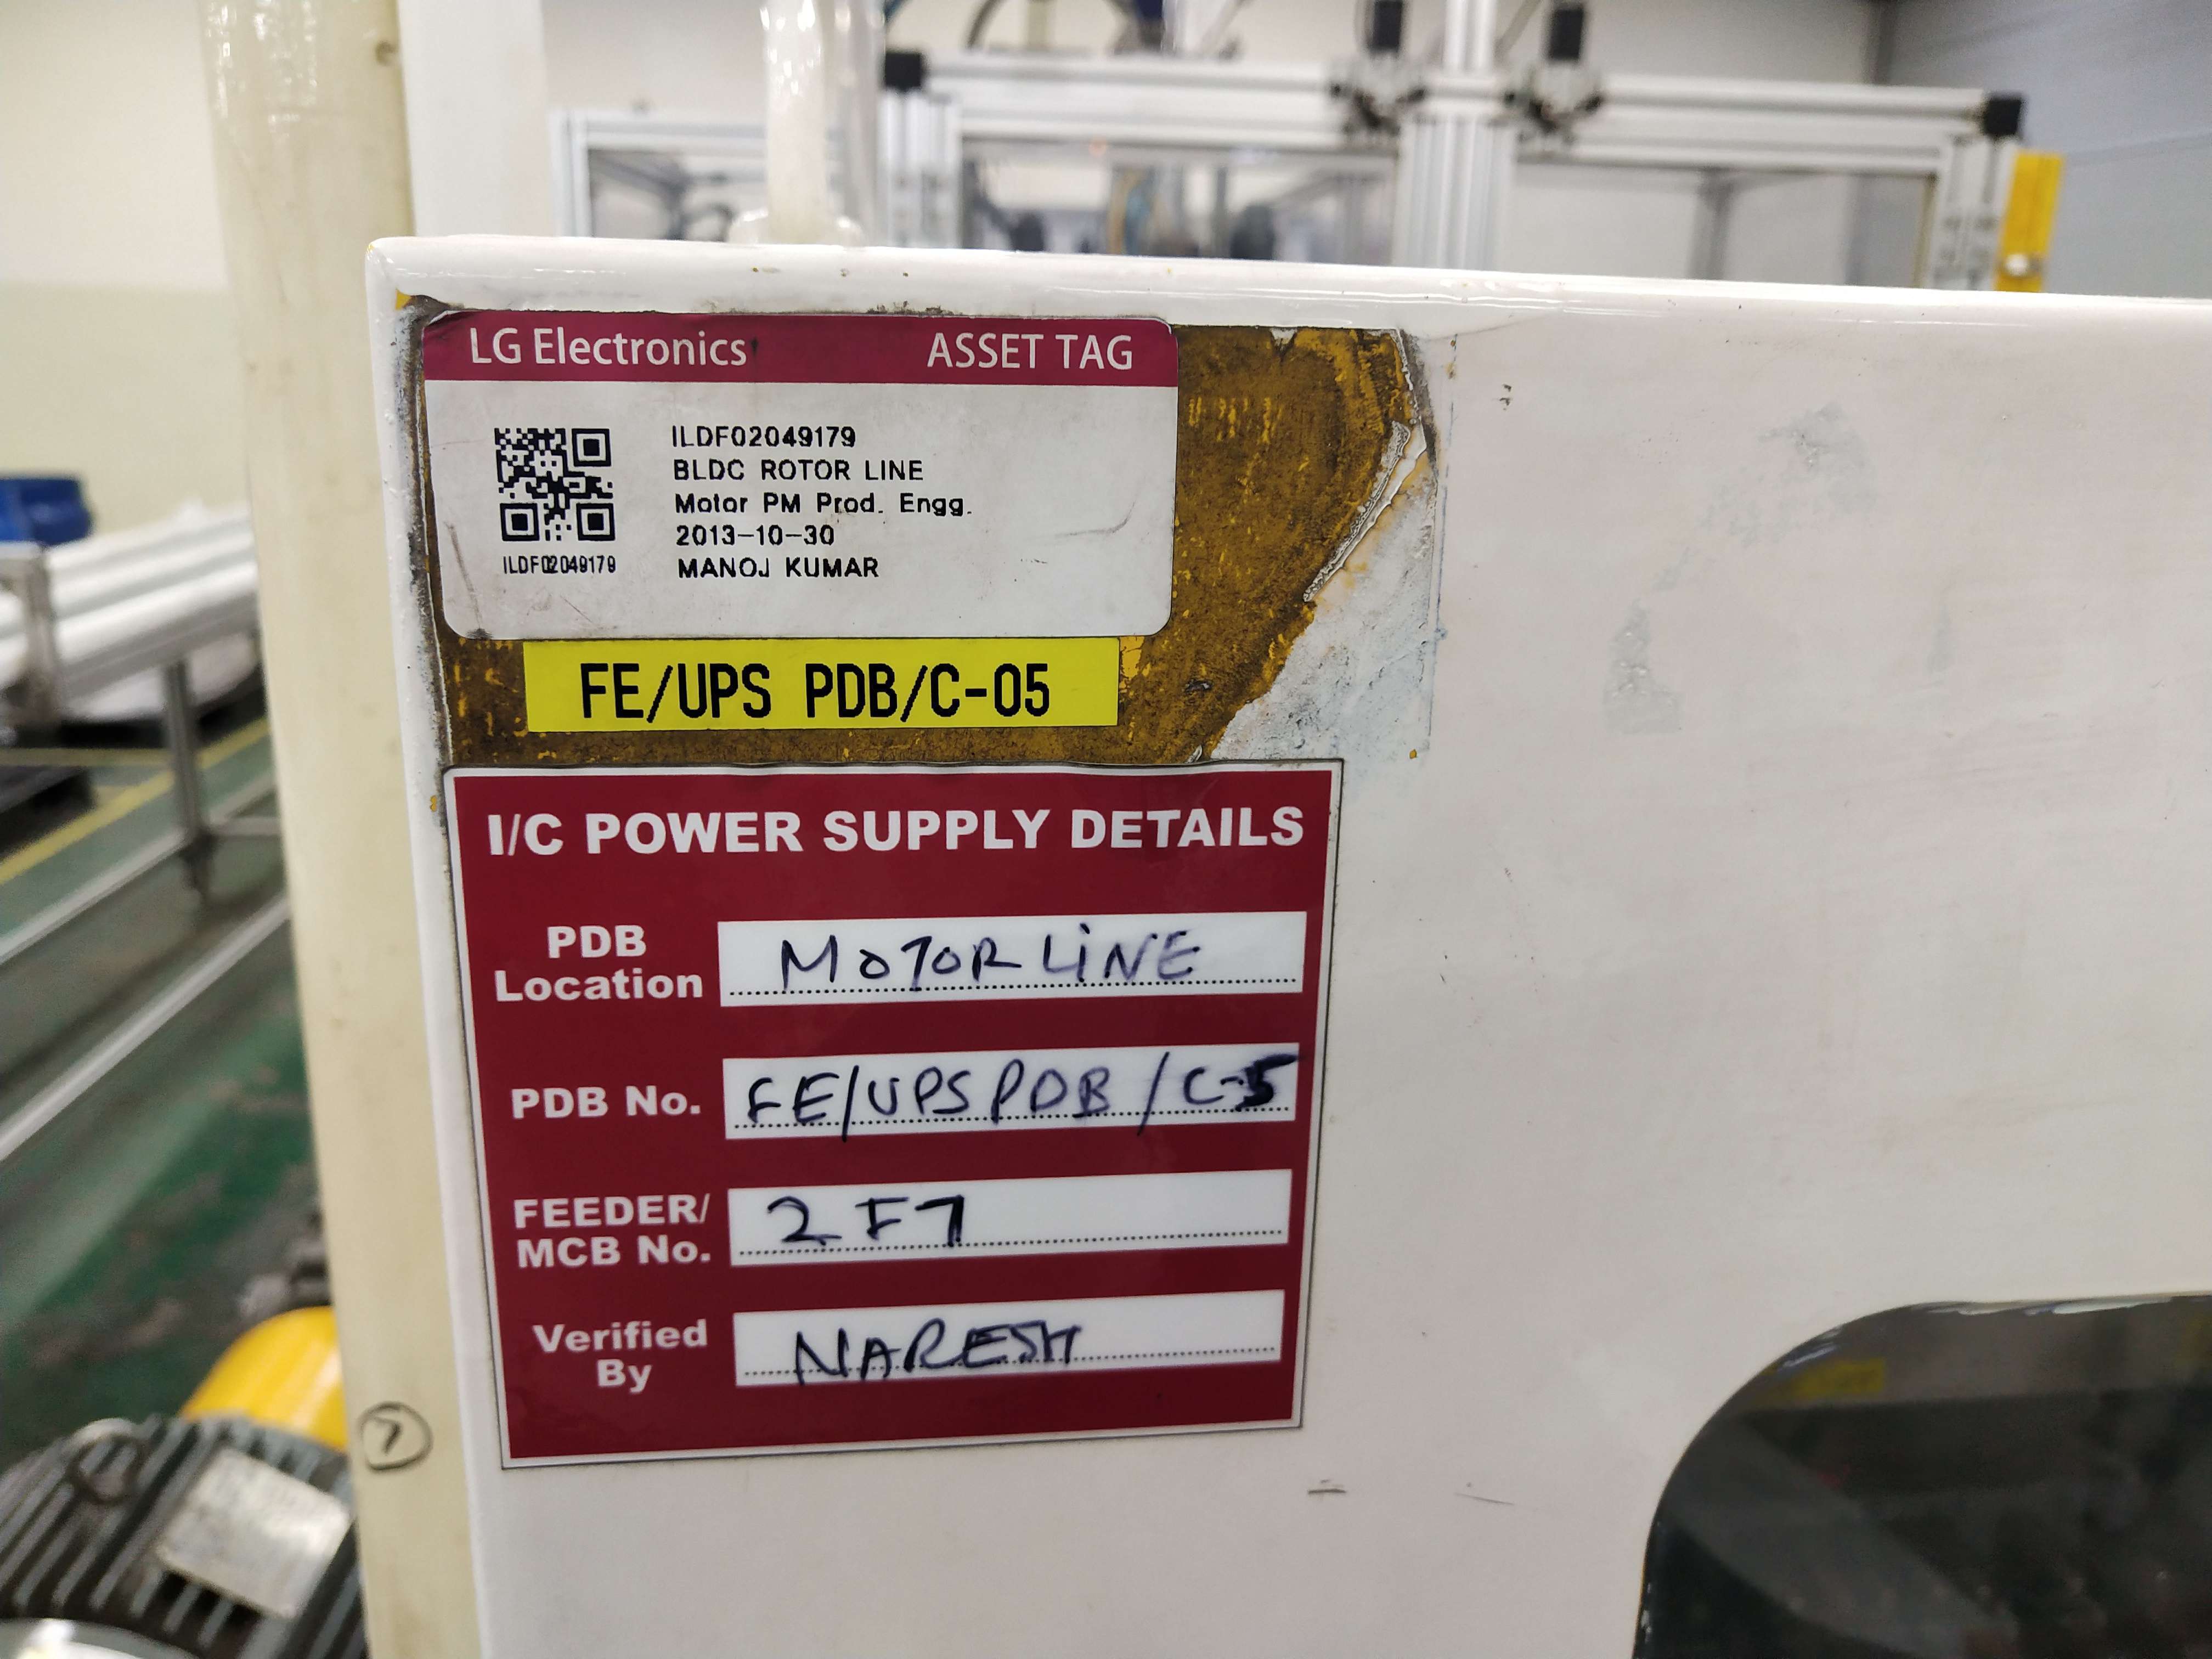 LG Electronics ASSET TAG
ILDF02049179
BLDC ROTOR LINE
Motor PM Prod. Engg.
2013-10-30
MANOJ KUMAR
ILDF02049179
FE/UPS PDB/C-05
I/C POWER SUPPLY DETAILS
PDB Location MOTOR LiNE
PDB No. FE/UPS PDB/C-5
FEEDER/ MCB No. 2F7
Verified By NARESH
7